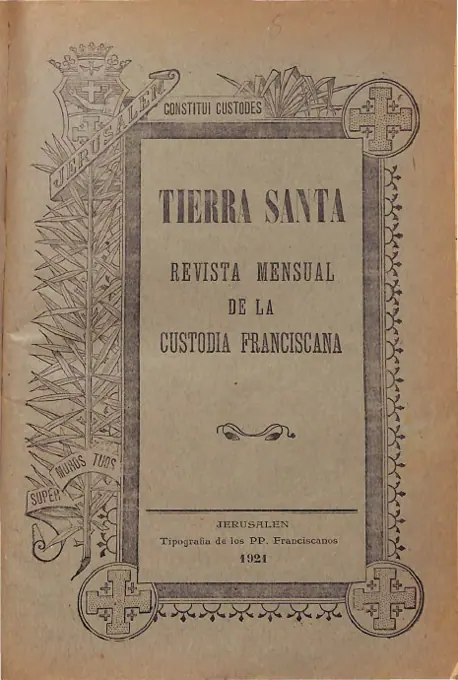 CONSTITUI CUSTODES
JERUSALEN
TIERRA SANTA
REVISTA MENSUAL
DE LA
CUSTODIA FRANCISCANA
SUPER MUROS TUOS
JERUSALEN
Tipografia de los PP. Franciscanos
1921